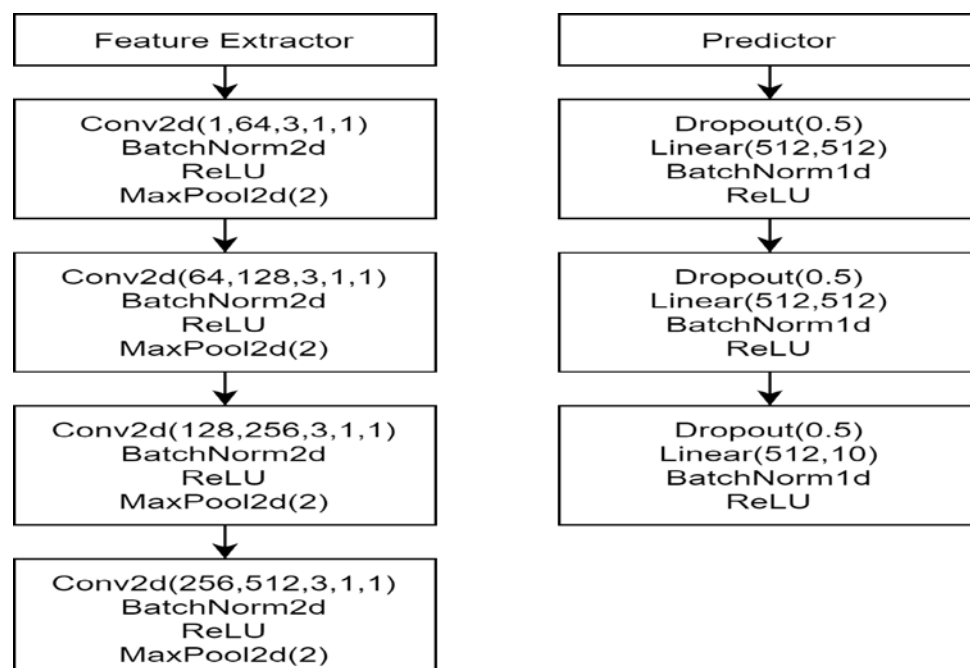 Feature Extractor
Conv2d(1,64,3,1,1)
BatchNorm2d
ReLU
MaxPool2d(2)
Conv2d(64,128,3,1,1)
BatchNorm2d
ReLU
MaxPool2d(2)
Conv2d(128,256,3,1,1)
BatchNorm2d
ReLU
MaxPool2d(2)
Conv2d(256,512,3,1,1)
BatchNorm2d
ReLU
MaxPool2d(2)
Predictor
Dropout(0.5)
Linear(512,512)
BatchNorm1d
ReLU
Dropout(0.5)
Linear(512,512)
BatchNorm1d
ReLU
Dropout(0.5)
Linear(512,10)
BatchNorm1d
ReLU